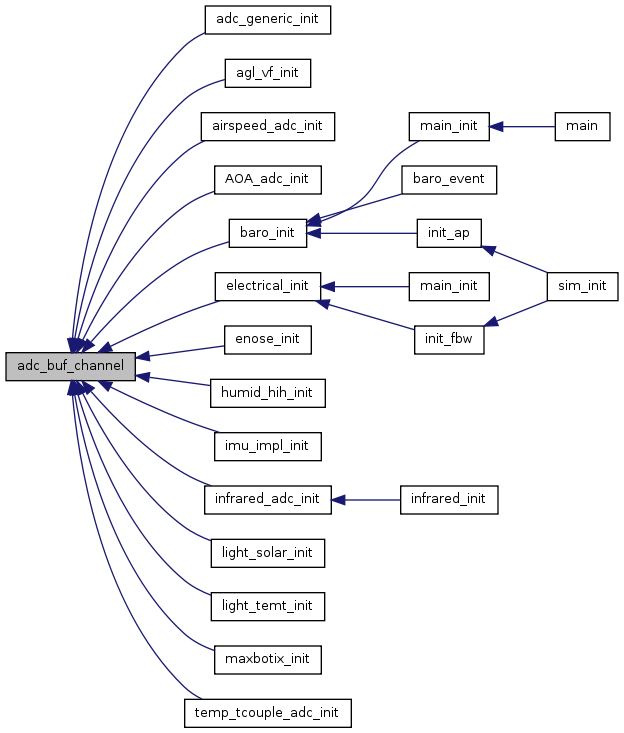 adc_generic_init
agl_vf_init
airspeed_adc_init
main_init
main
AOA_adc_init
baro_event
baro_init
init_ap
electrical_init
main_init
sim_init
enose_init
init_fbw
adc_buf_channel
humid_hih_init
imu_impl_init
infrared_adc_init
infrared_init
light_solar_init
light_temt_init
maxbotix_init
temp_tcouple_adc_init